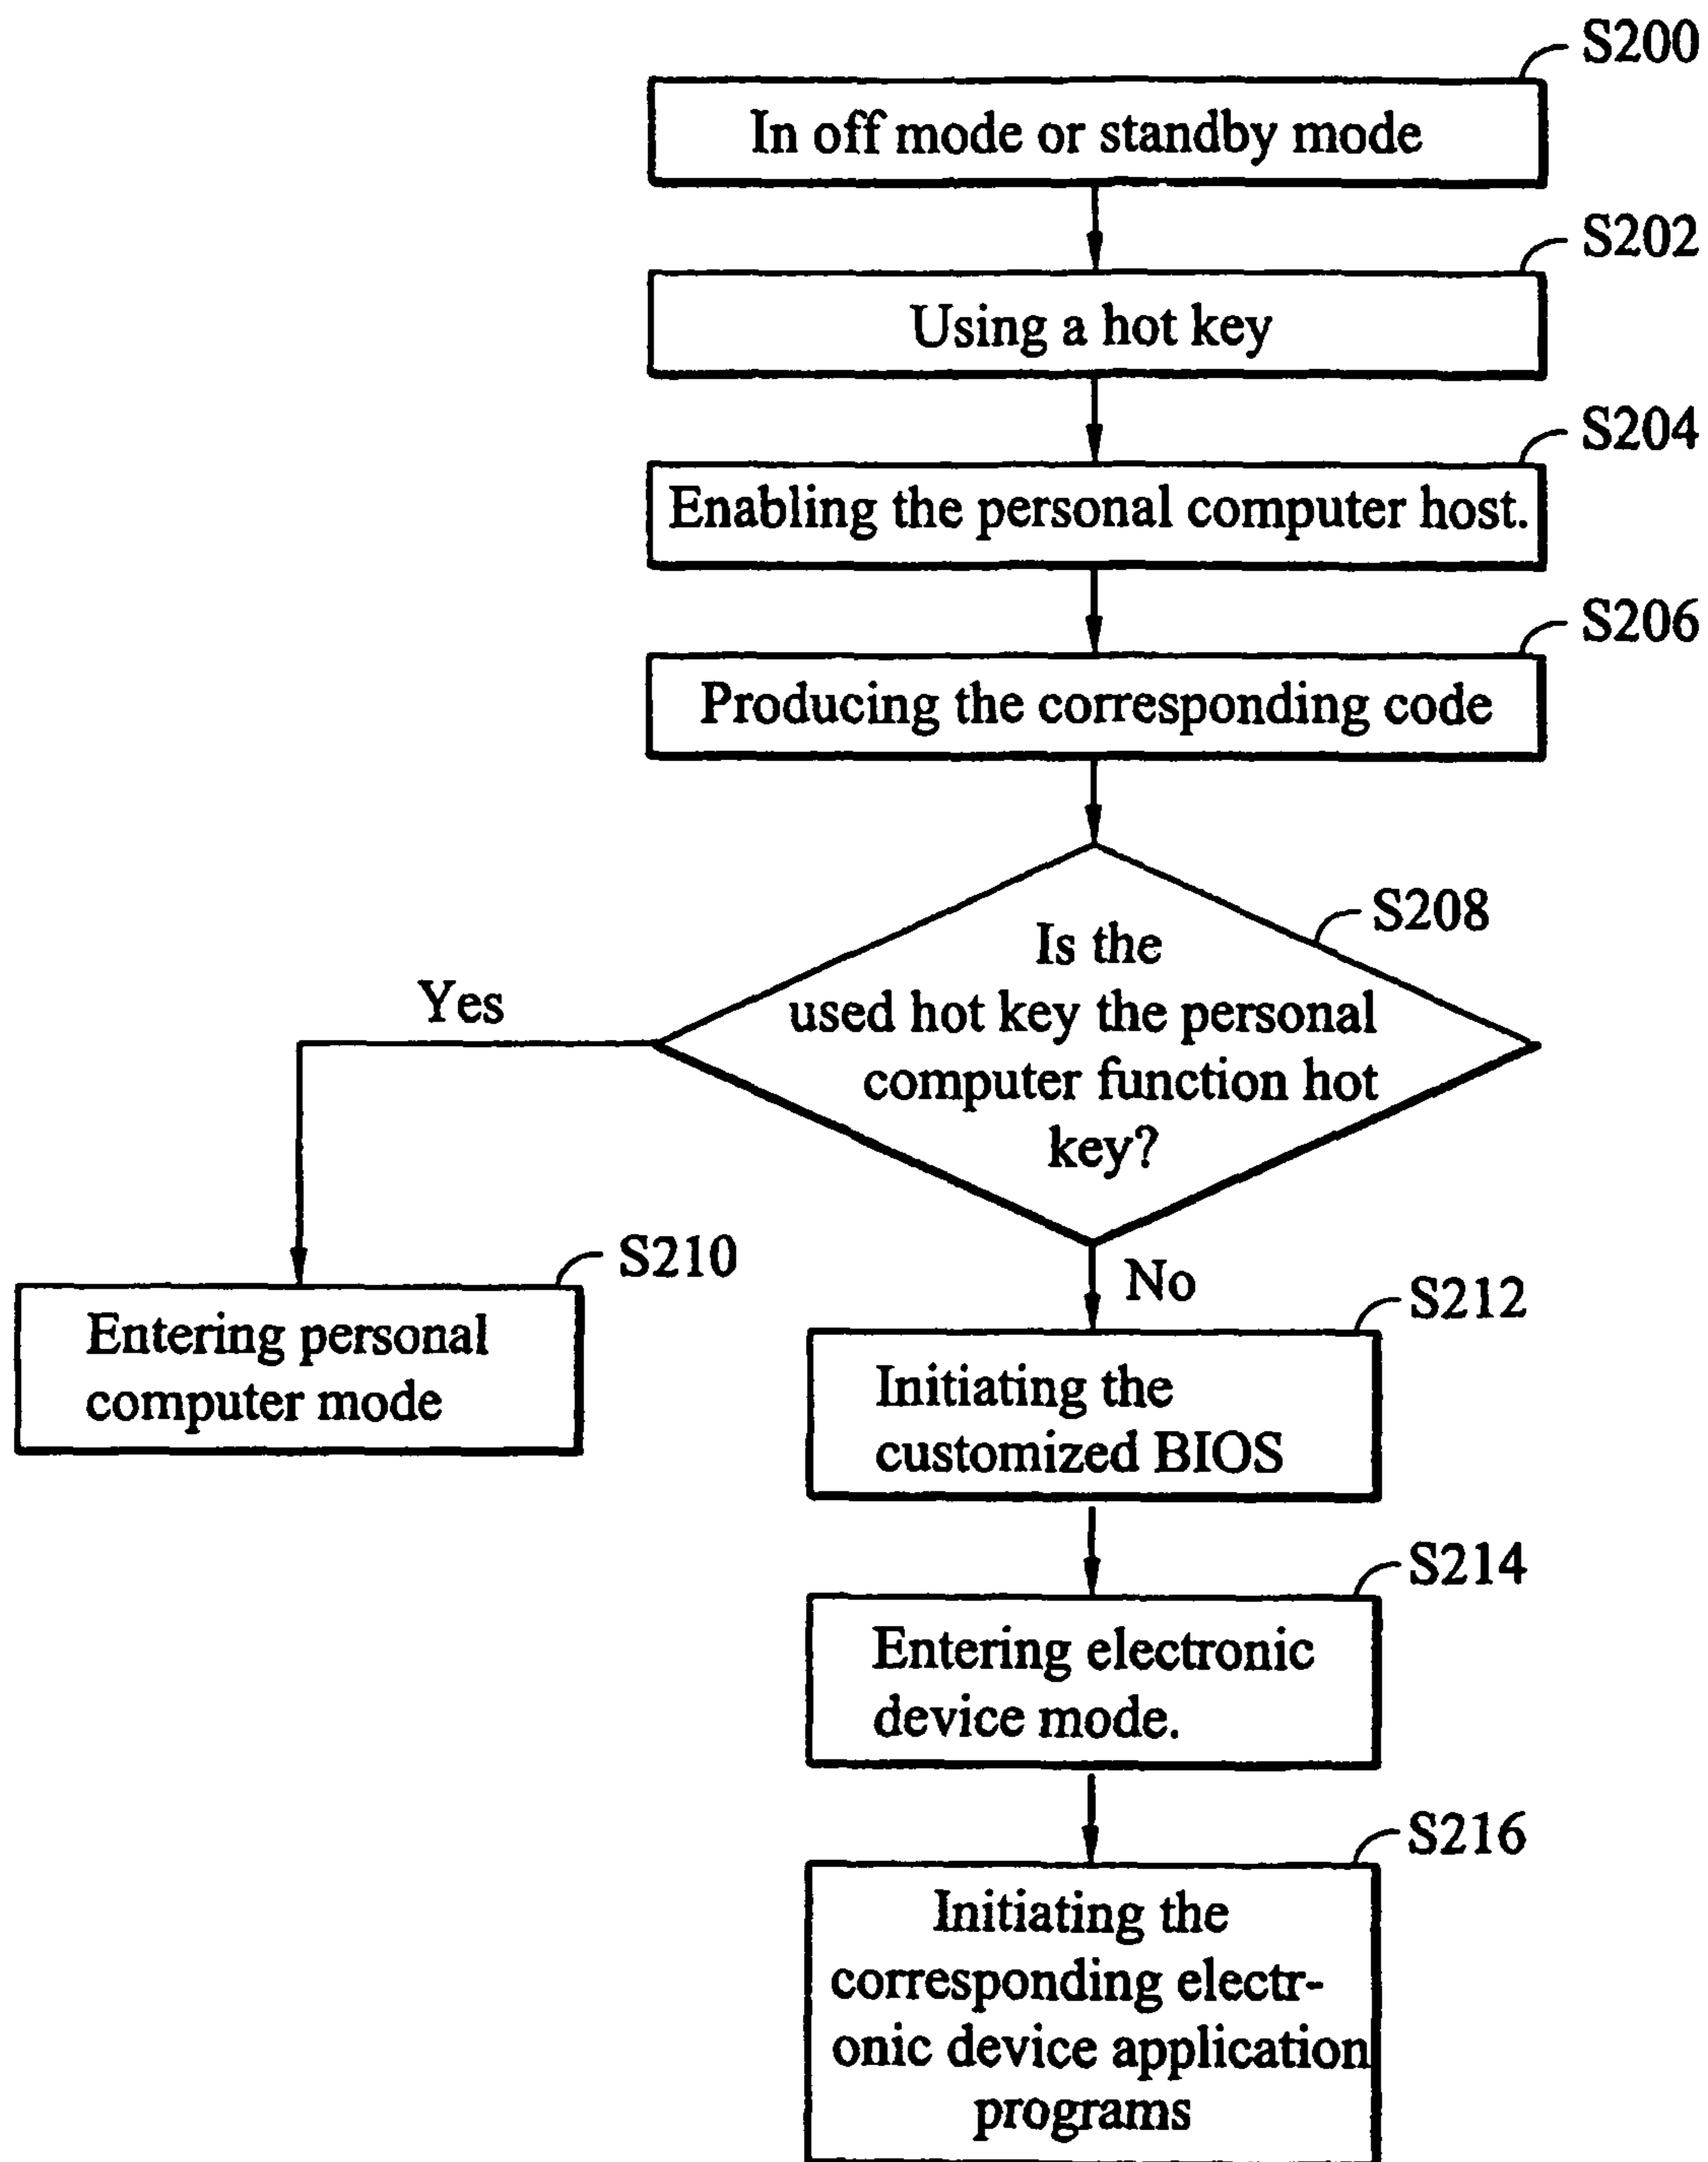 S200
In off mode or standby mode
S202
Using a hot key
S204
Enabling the personal computer host.
S206
Producing the corresponding code
S208
Is the
used hot key the personal
computer function hot
key?
Yes
No
S210
Entering personal
computer mode
S212
Initiating the
customized BIOS
S214
Entering electronic
device mode.
S216
Initiating the
corresponding electr-
onic device application
programs